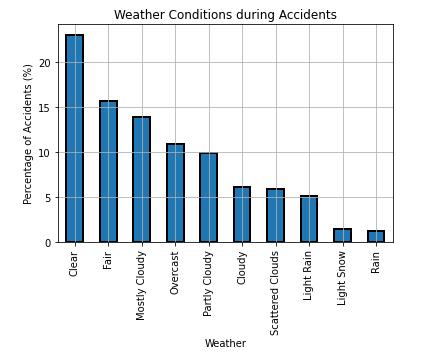 Weather Conditions during Accidents
Percentage of Accidents (%)
20
15
10
5
0
Clear
Fair
Mostly Cloudy
Overcast
Partly Cloudy
Cloudy
Scattered Clouds
Light Rain
Light Snow
Rain
Weather